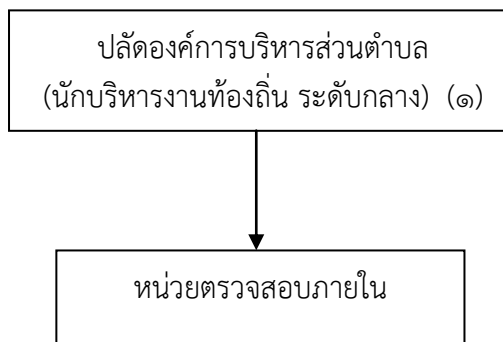 ปลัดองค์การบริหารส่วนตำบล
(นักบริหารงานท้องถิ่น ระดับกลาง) (๑)
หน่วยตรวจสอบภายใน